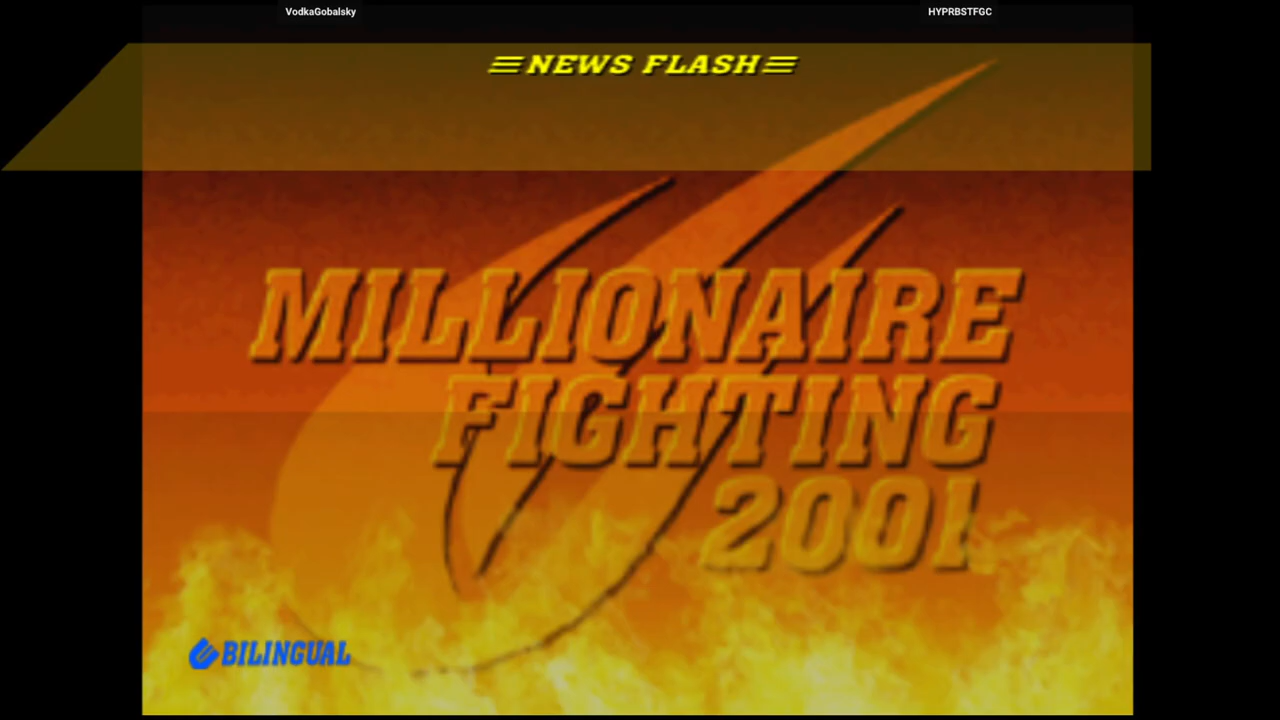 VodkaGobalsky
HYPRBSTFGC
NEWS FLASH
MILLIONAIRE
FIGHTING
2001
BILINGUAL